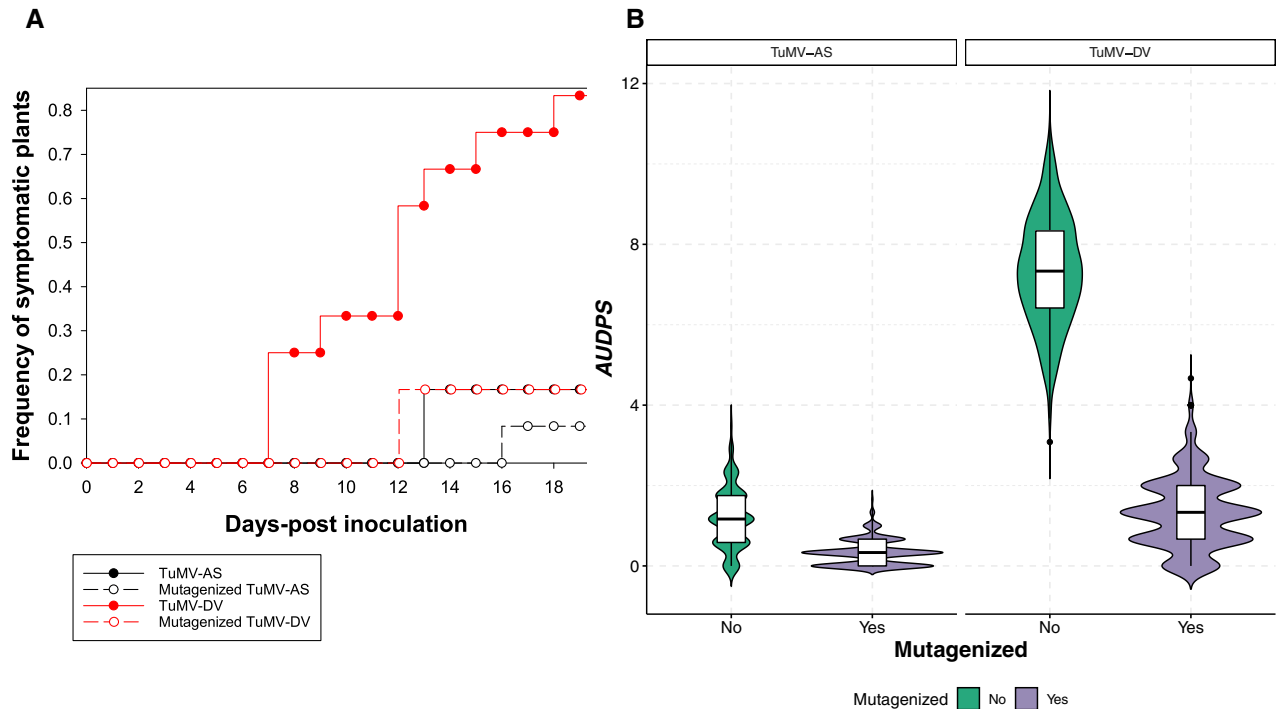 A
Frequency of symptomatic plants
0.8
0.7
0.6
0.5
0.4
0.3
0.2
0.1
0.0
0 2 4 6 8 10 12 14 16 18
Days-post inoculation
TuMV-AS
Mutagenized TuMV-AS
TuMV-DV
Mutagenized TuMV-DV
B
TuMV–AS TuMV–DV
AUDPS
12
8
4
0
No Yes No Yes
Mutagenized
Mutagenized No Yes